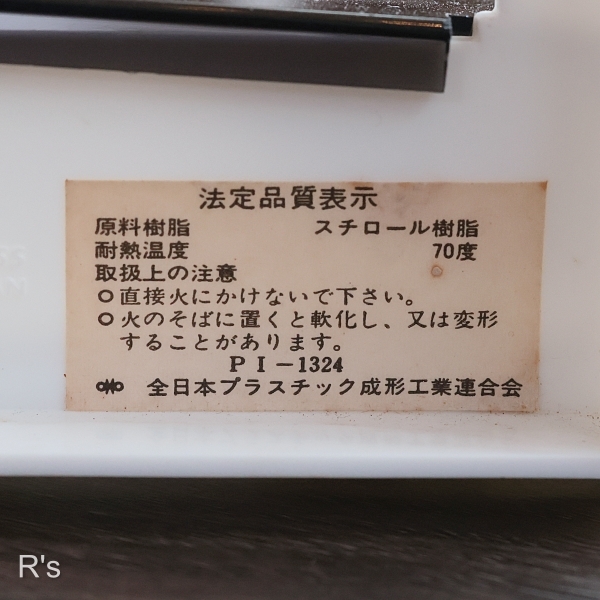 法定品質表示
原料樹脂 スチロール樹脂
耐熱温度 70度
取扱上の注意
○直接火にかけないで下さい。
○火のそばに置くと軟化し、又は変形
することがあります。
PI-1324
全日本プラスチック成形工業連合会
R's